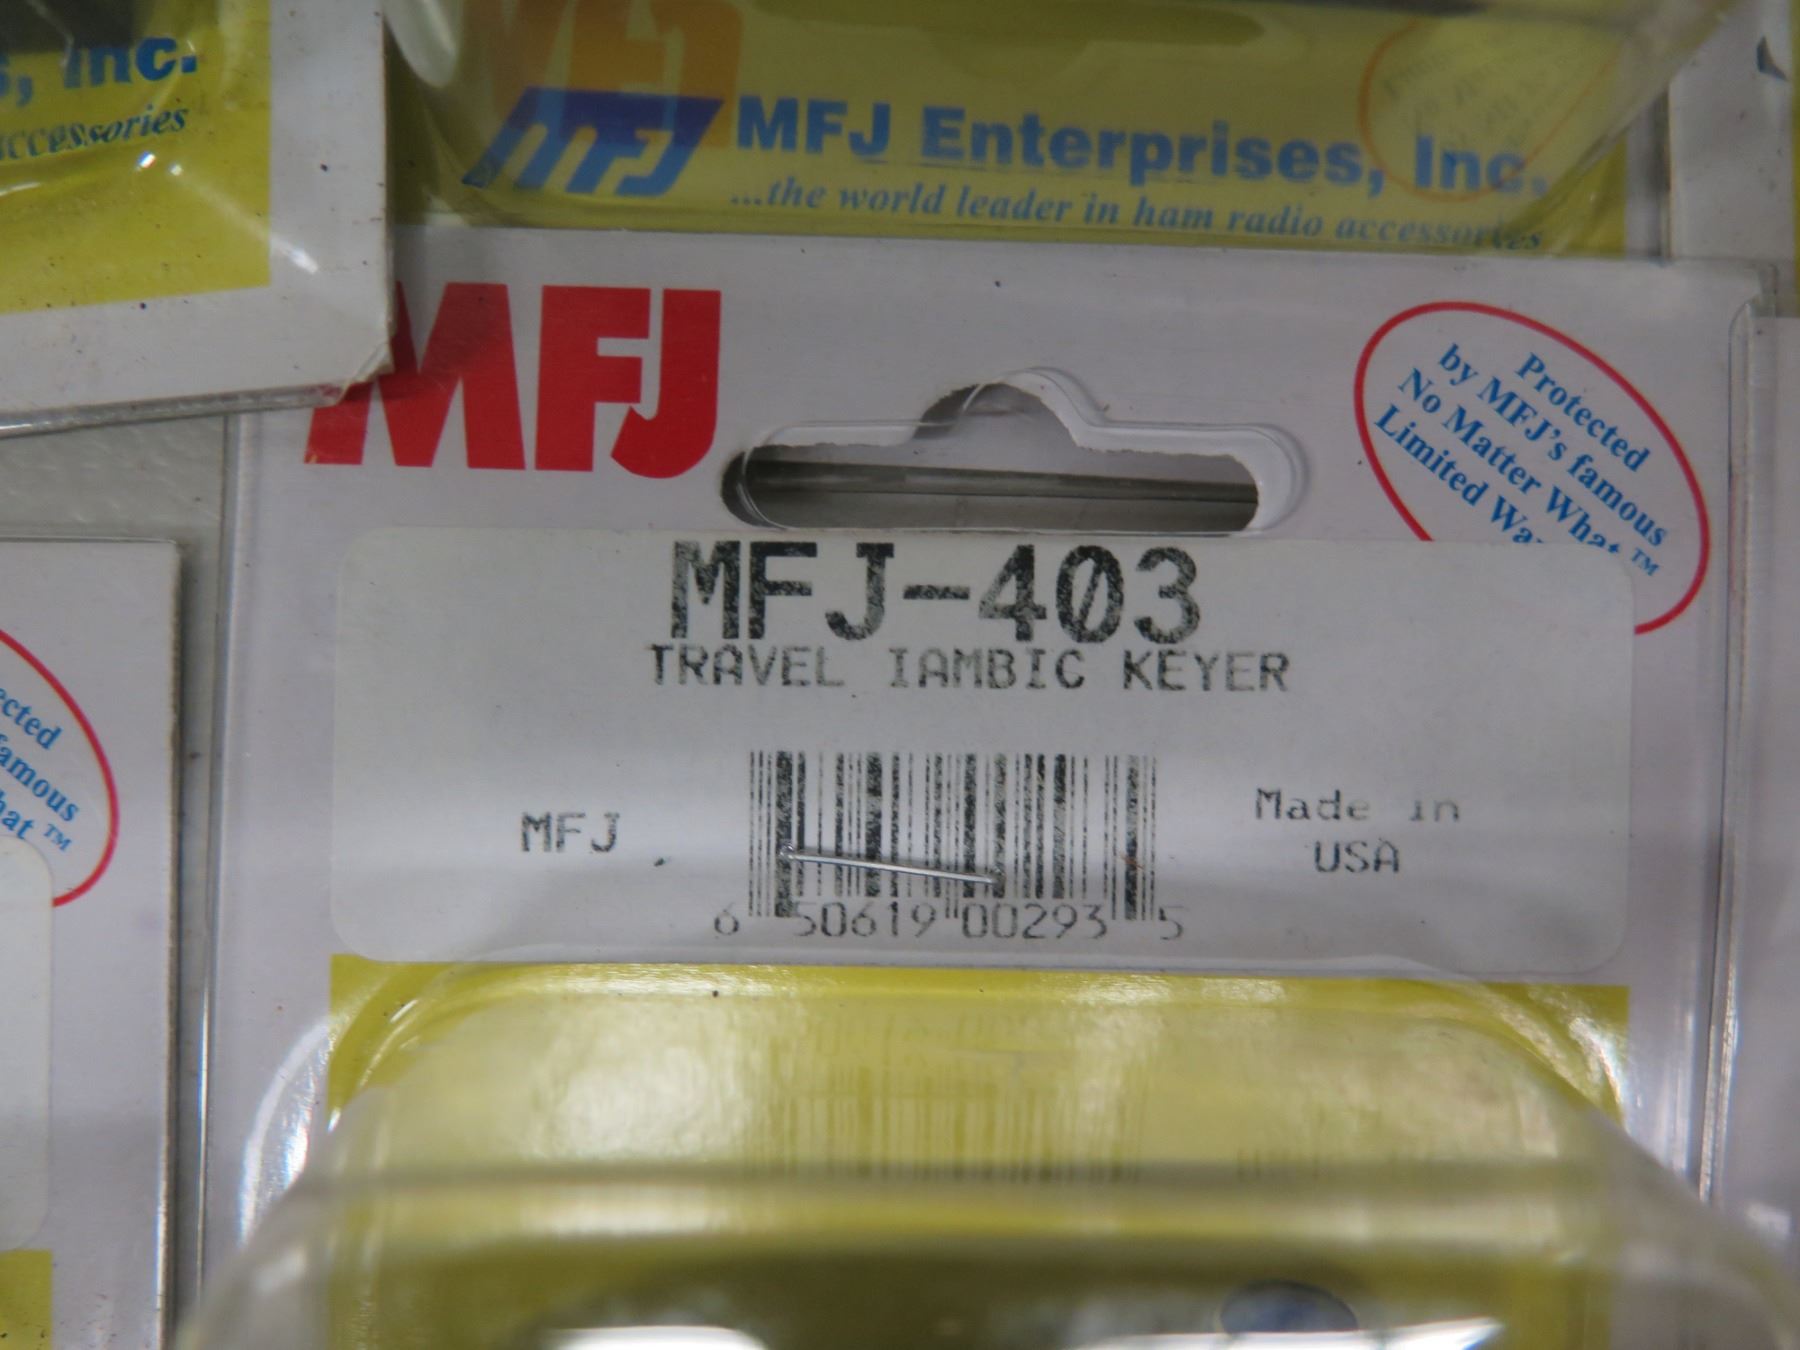 s, Inc.
accessories
MFJ
MFJ Enterprises, Inc.
...the world leader in ham radio accessories
MFJ
Protected
by MFJ's famous
No Matter What™
Limited Wa
MFJ-403
TRAVEL IAMBIC KEYER
MFJ
Made in
USA
6 50619 00293 5
ected
famous
hat™